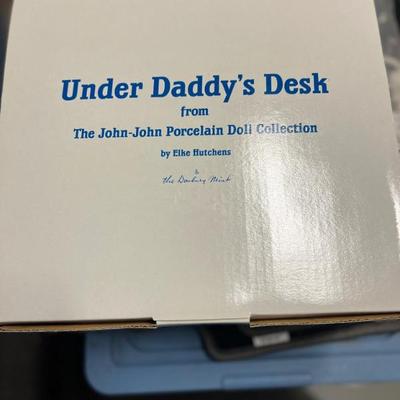 Under Daddy's Desk
from
The John-John Porcelain Doll Collection
by Elke Hutchens
&
the Danbury Mint